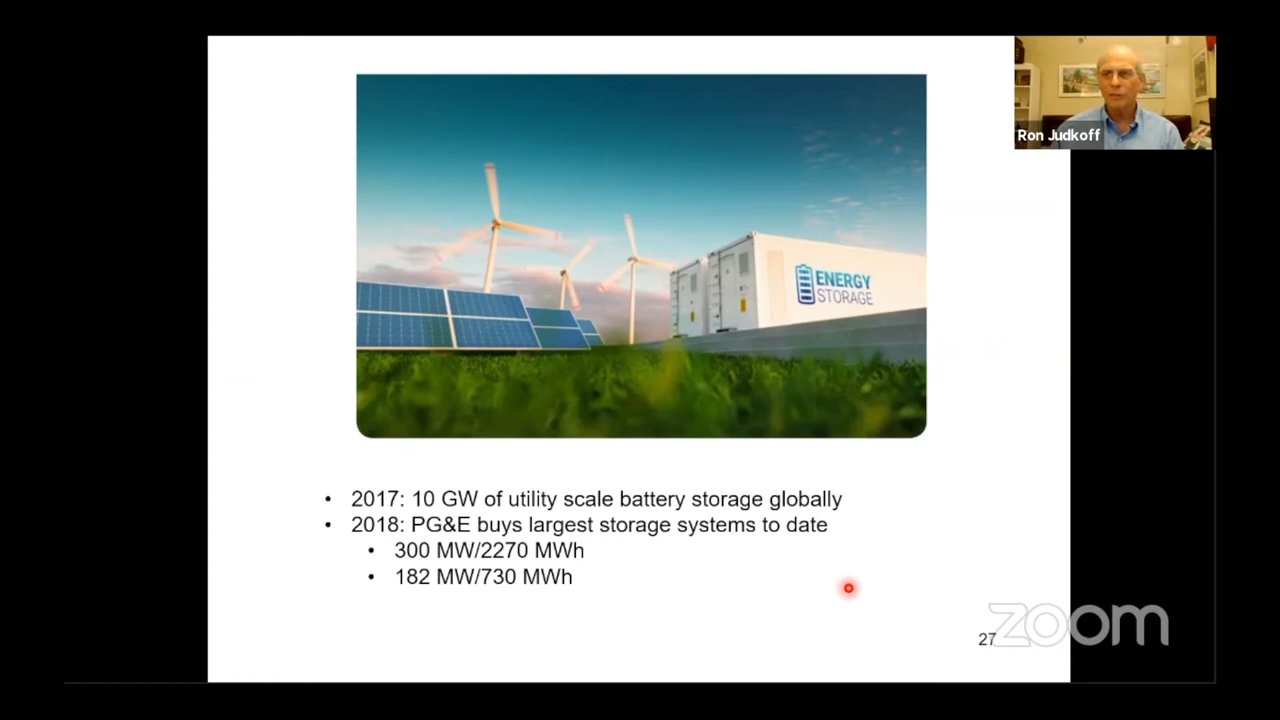 Ron Judkoff
ENERGY
STORAGE
• 2017: 10 GW of utility scale battery storage globally
• 2018: PG&E buys largest storage systems to date
• 300 MW/2270 MWh
• 182 MW/730 MWh
27
zoom